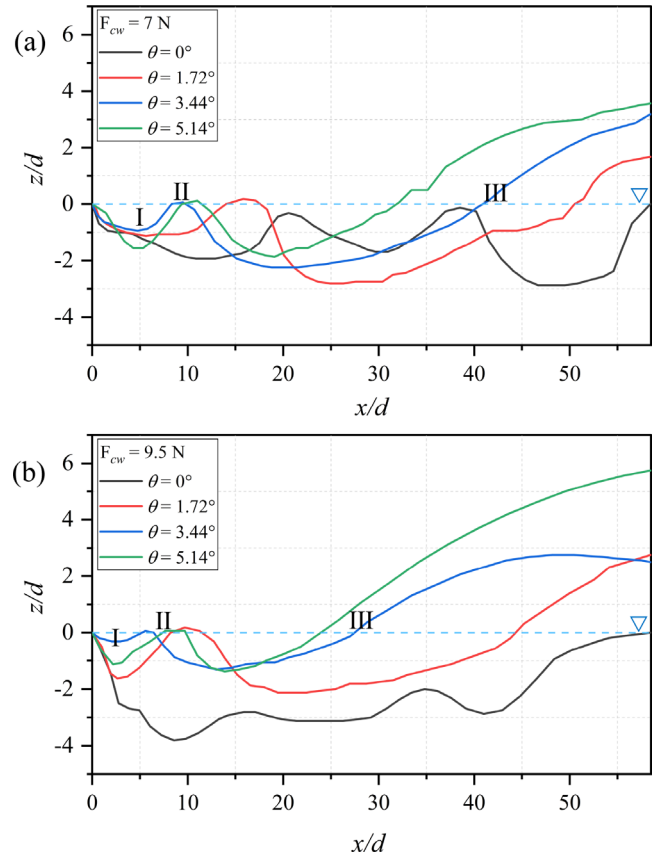 (a)
F_cw = 7 N
θ = 0°
θ = 1.72°
θ = 3.44°
θ = 5.14°
6
4
2
0
-2
-4
z/d
I
II
III
0 10 20 30 40 50
x/d
(b)
F_cw = 9.5 N
θ = 0°
θ = 1.72°
θ = 3.44°
θ = 5.14°
6
4
2
0
-2
-4
z/d
I
II
III
0 10 20 30 40 50
x/d